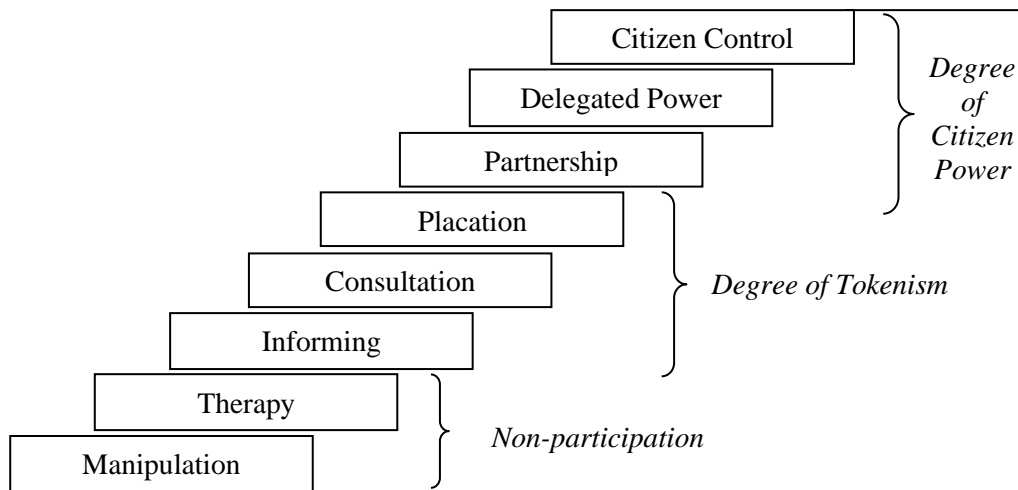 Citizen Control
Delegated Power
Partnership
Placation
Consultation
Informing
Therapy
Manipulation
Degree
of
Citizen
Power
Degree of Tokenism
Non-participation